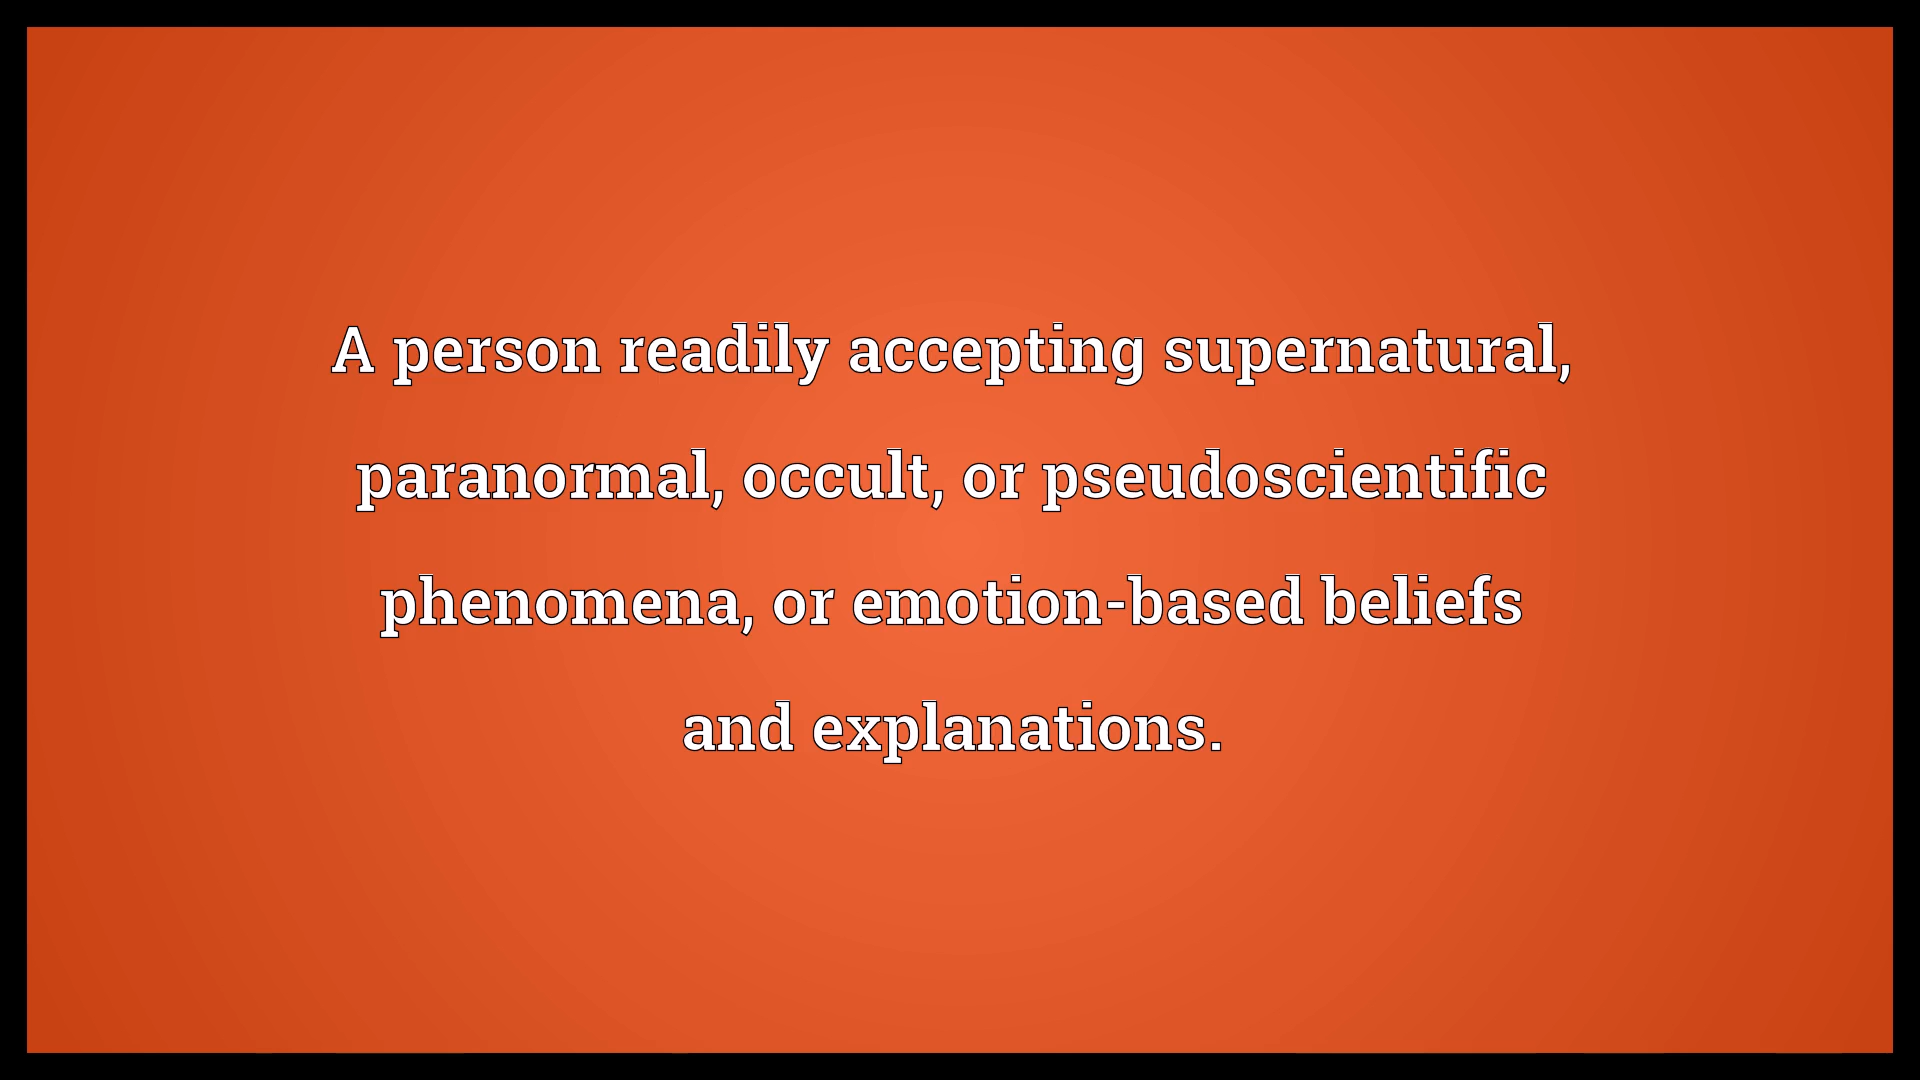 A person readily accepting supernatural,
paranormal, occult, or pseudoscientific
phenomena, or emotion-based beliefs
and explanations.